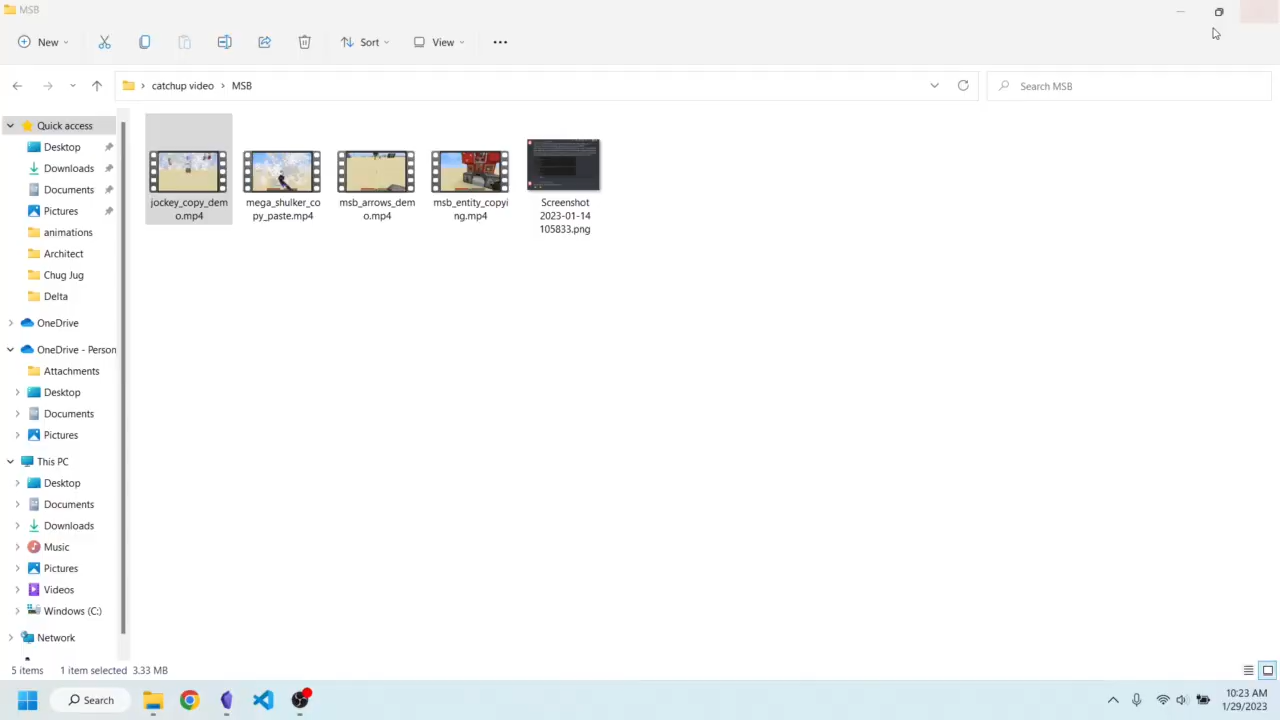 MSB
New
Sort
View
catchup video
MSB
Search MSB
Quick access
Desktop
Downloads
Documents
Pictures
animations
Architect
Chug Jug
Delta
OneDrive
OneDrive - Person
Attachments
Desktop
Documents
Pictures
This PC
Desktop
Documents
Downloads
Music
Pictures
Videos
Windows (C:)
Network
jockey_copy_dem
o.mp4
mega_shulker_co
py_paste.mp4
msb_arrows_dem
o.mp4
msb_entity_copyi
ng.mp4
Screenshot
2023-01-14
105833.png
5 items
1 item selected 3.33 MB
Search
10:23 AM
1/29/2023